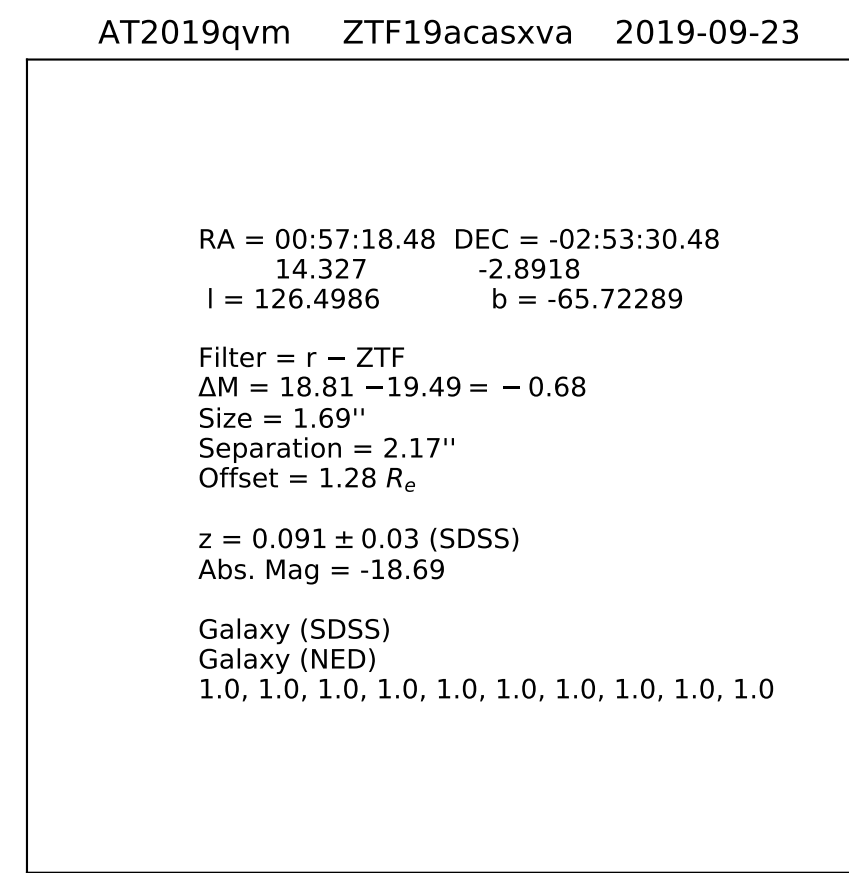 AT2019qvm ZTF19acasxva 2019-09-23
RA = 00:57:18.48 DEC = -02:53:30.48
14.327 -2.8918
l = 126.4986 b = -65.72289
Filter = r − ZTF
ΔM = 18.81 −19.49 = − 0.68
Size = 1.69''
Separation = 2.17''
Offset = 1.28 Rₑ
z = 0.091 ± 0.03 (SDSS)
Abs. Mag = -18.69
Galaxy (SDSS)
Galaxy (NED)
1.0, 1.0, 1.0, 1.0, 1.0, 1.0, 1.0, 1.0, 1.0, 1.0